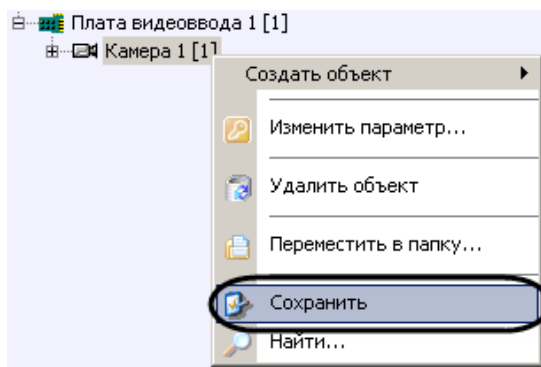 Плата видеоввода 1 [1]
Камера 1 [1]
Создать объект
Изменить параметр...
Удалить объект
Переместить в папку...
Сохранить
Найти...